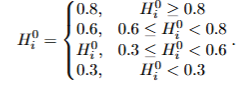 H_i^0 = { 0.8, H_i^0 ≥ 0.8
0.6, 0.6 ≤ H_i^0 < 0.8
H_i^0, 0.3 ≤ H_i^0 < 0.6 .
0.3, H_i^0 < 0.3